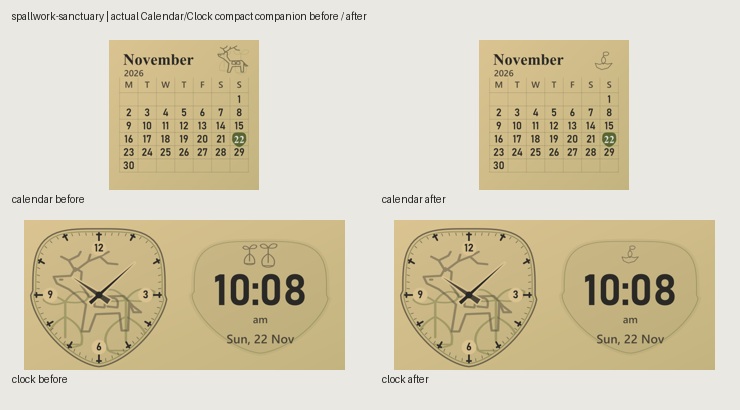 spallwork-sanctuary | actual Calendar/Clock compact companion before / after
November
2026
M T W T F S S
1
2 3 4 5 6 7 8
9 10 11 12 13 14 15
16 17 18 19 20 21 22
23 24 25 26 27 28 29
30
calendar before
November
2026
M T W T F S S
1
2 3 4 5 6 7 8
9 10 11 12 13 14 15
16 17 18 19 20 21 22
23 24 25 26 27 28 29
30
calendar after
12
9 3
6
10:08
am
Sun, 22 Nov
clock before
12
9 3
6
10:08
am
Sun, 22 Nov
clock after